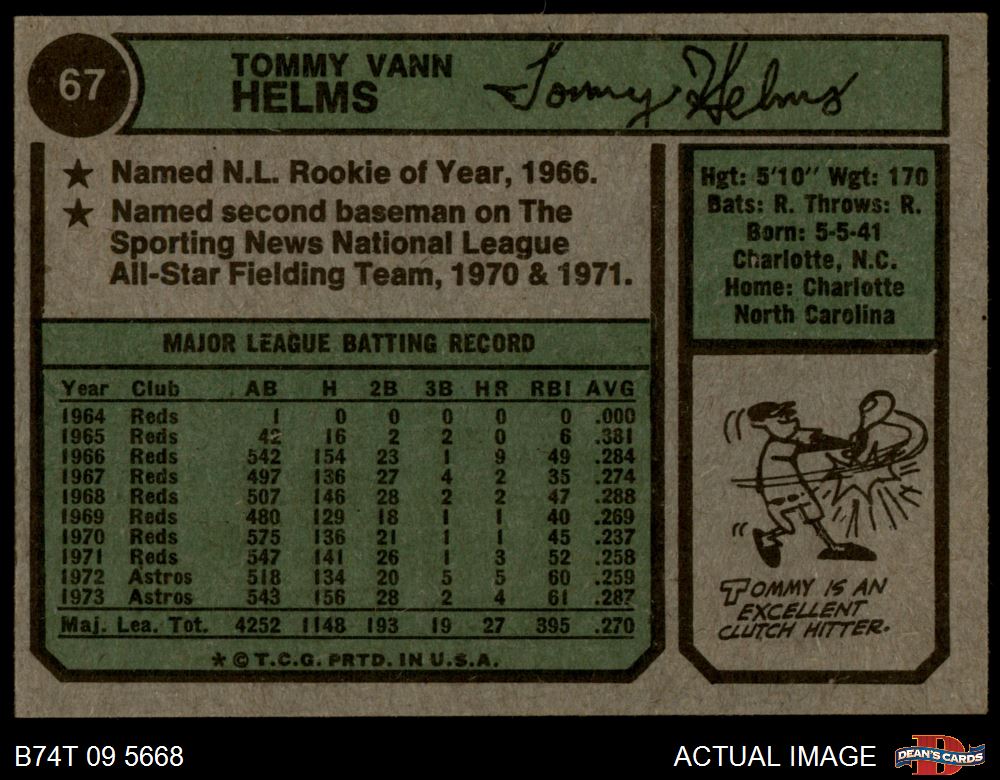 67
TOMMY VANN
HELMS
Tommy Helms
★ Named N.L. Rookie of Year, 1966.
★ Named second baseman on The
Sporting News National League
All-Star Fielding Team, 1970 & 1971.
Hgt: 5'10" Wgt: 170
Bats: R. Throws: R.
Born: 5-5-41
Charlotte, N.C.
Home: Charlotte
North Carolina
MAJOR LEAGUE BATTING RECORD
Year Club AB H 2B 3B HR RBI AVG
1964 Reds 1 0 0 0 0 0 .000
1965 Reds 42 16 2 2 0 6 .381
1966 Reds 542 154 23 1 9 49 .284
1967 Reds 497 136 27 4 2 35 .274
1968 Reds 507 146 28 2 2 47 .288
1969 Reds 480 129 18 1 1 40 .269
1970 Reds 575 136 21 1 1 45 .237
1971 Reds 547 141 26 1 3 52 .258
1972 Astros 518 134 20 5 5 60 .259
1973 Astros 543 156 28 2 4 61 .287
Maj. Lea. Tot. 4252 1148 193 19 27 395 .270
★ © T.C.G. PRTD. IN U.S.A.
TOMMY IS AN
EXCELLENT
CLUTCH HITTER.
B74T 09 5668
ACTUAL IMAGE
DEAN'S CARDS